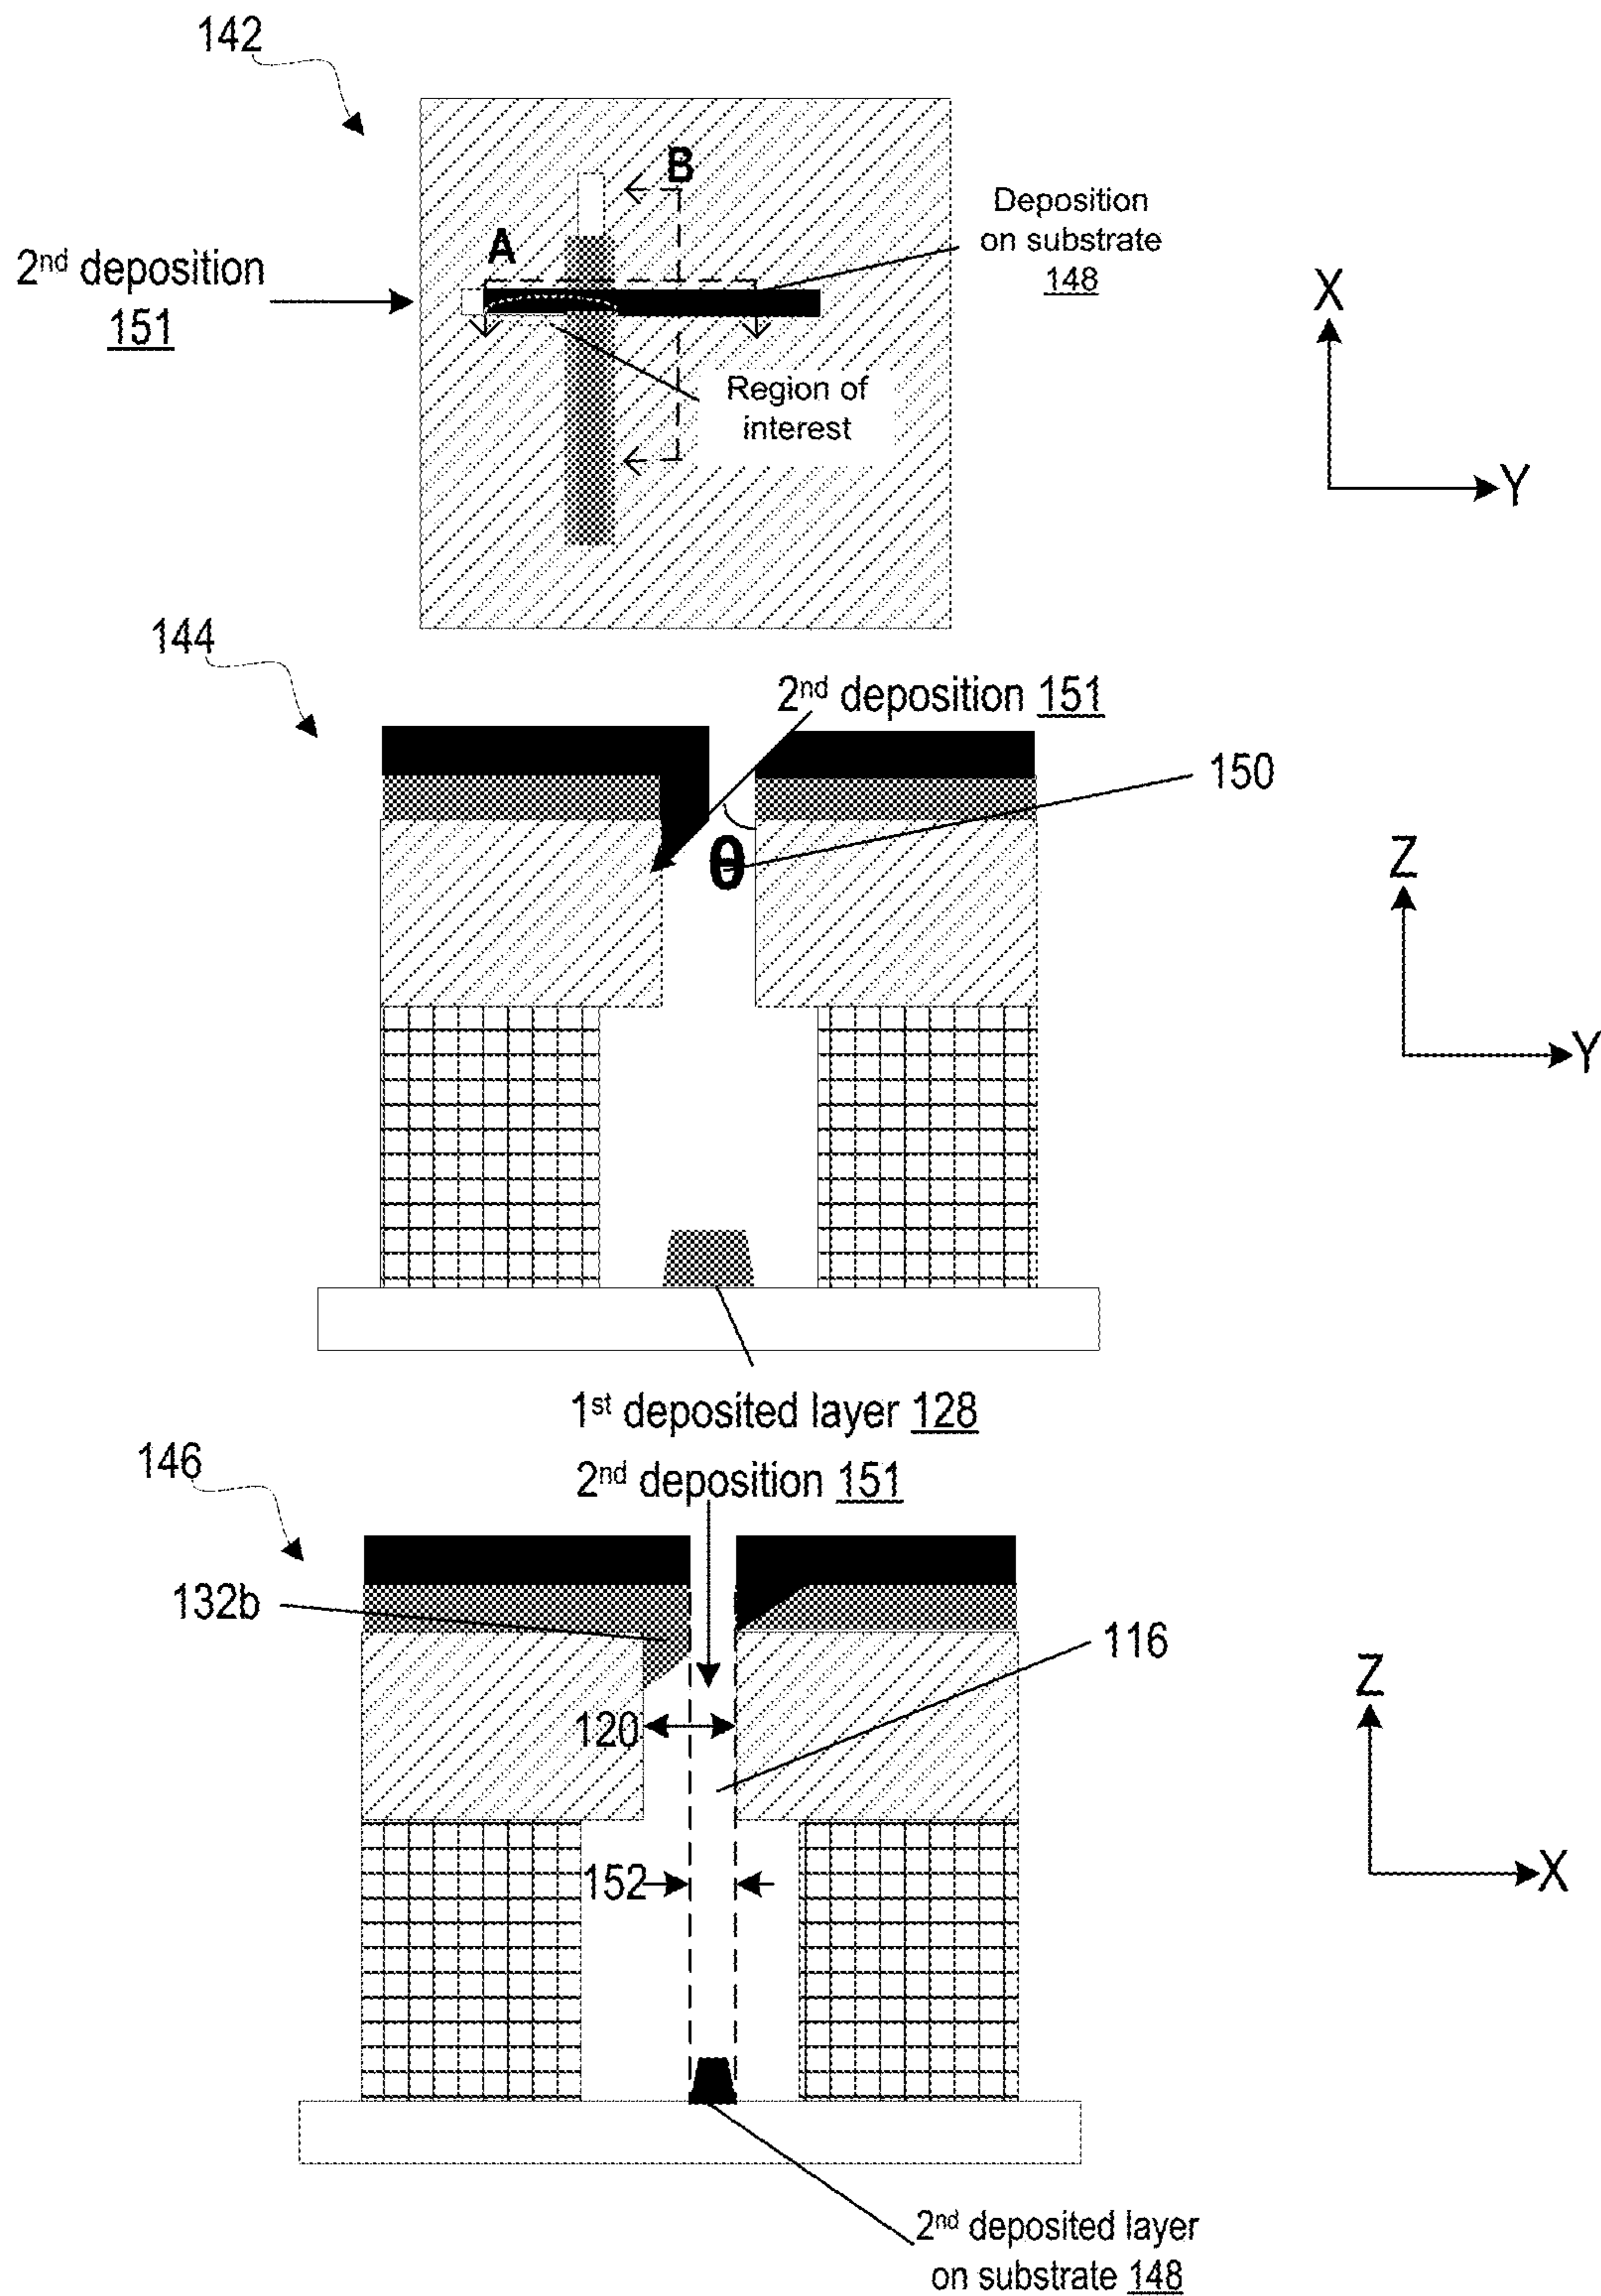 142
B
Deposition
on substrate
148
A
2nd deposition
151
X
Y
Region of
interest
144
2nd deposition 151
150
θ
Z
Y
1st deposited layer 128
146
2nd deposition 151
132b
116
120
Z
X
152
2nd deposited layer
on substrate 148